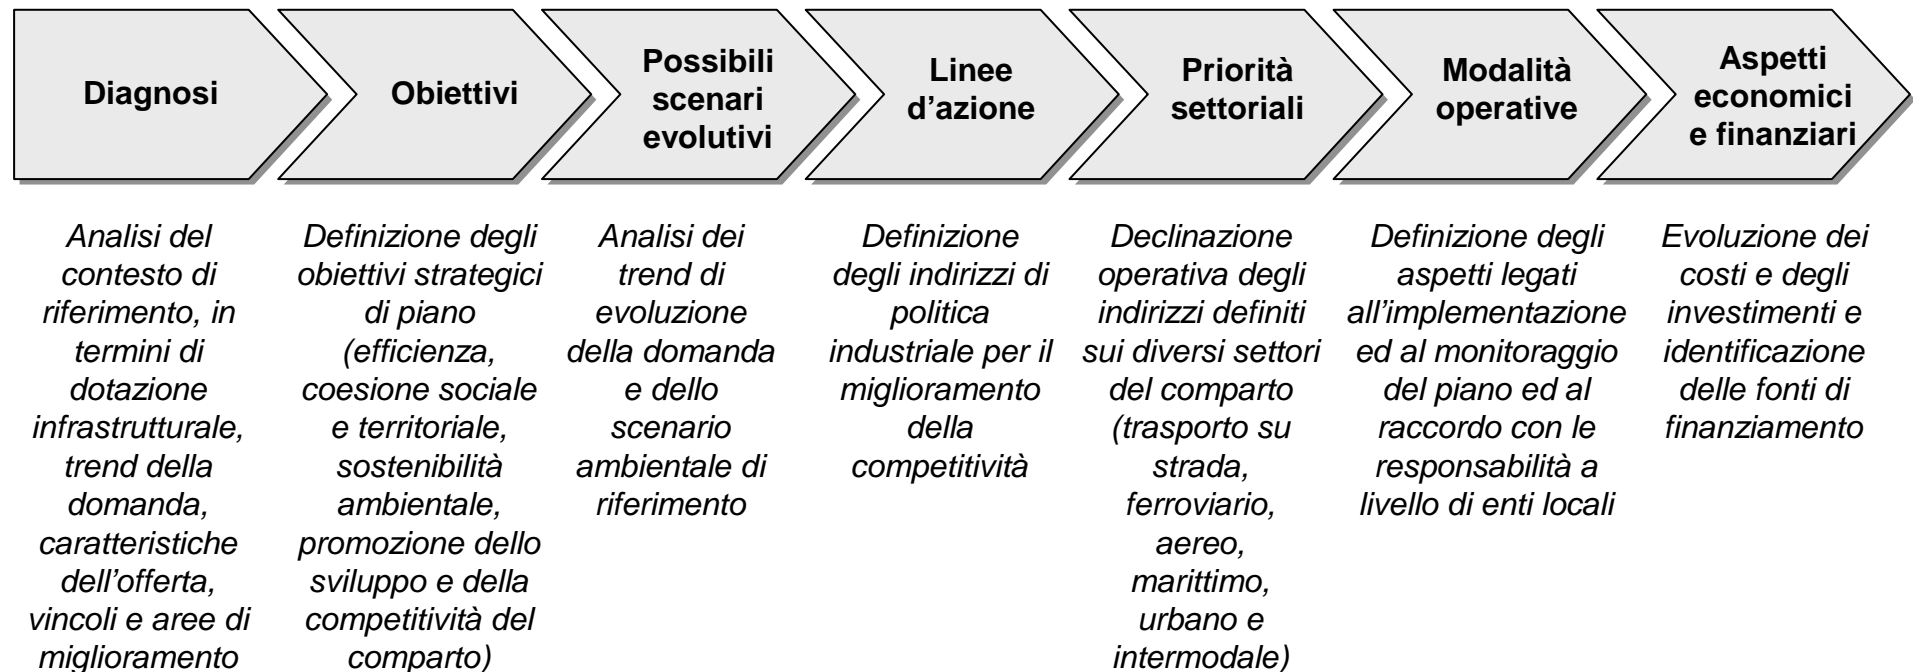 Diagnosi
Obiettivi
Possibili
scenari
evolutivi
Linee
d’azione
Priorità
settoriali
Modalità
operative
Aspetti
economici
e finanziari
Analisi del
contesto di
riferimento, in
termini di
dotazione
infrastrutturale,
trend della
domanda,
caratteristiche
dell’offerta,
vincoli e aree di
miglioramento
Definizione degli
obiettivi strategici
di piano
(efficienza,
coesione sociale
e territoriale,
sostenibilità
ambientale,
promozione dello
sviluppo e della
competitività del
comparto)
Analisi dei
trend di
evoluzione
della domanda
e dello
scenario
ambientale di
riferimento
Definizione
degli indirizzi di
politica
industriale per il
miglioramento
della
competitività
Declinazione
operativa degli
indirizzi definiti
sui diversi settori
del comparto
(trasporto su
strada,
ferroviario,
aereo,
marittimo,
urbano e
intermodale)
Definizione degli
aspetti legati
all’implementazione
ed al monitoraggio
del piano ed al
raccordo con le
responsabilità a
livello di enti locali
Evoluzione dei
costi e degli
investimenti e
identificazione
delle fonti di
finanziamento